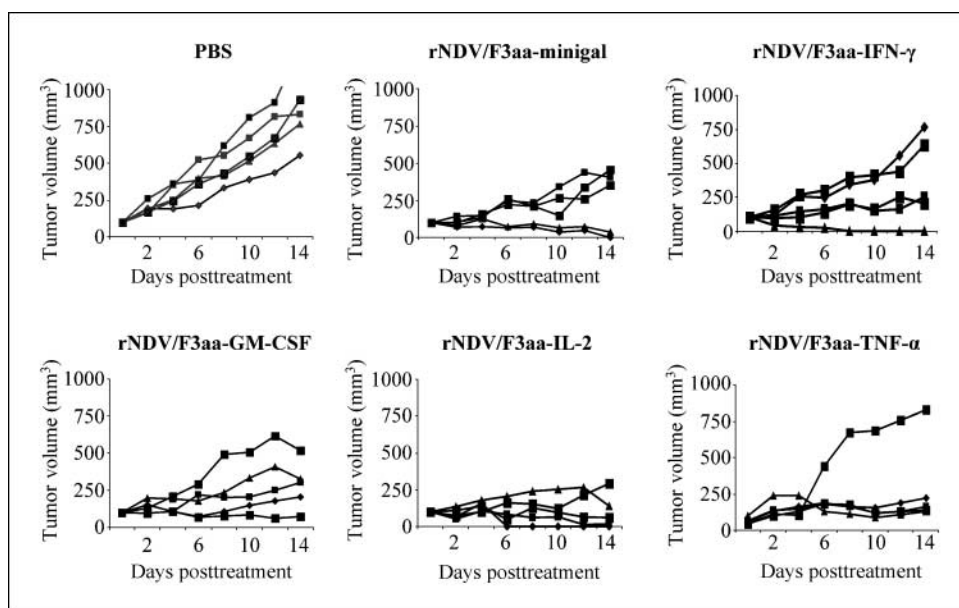 PBS
Tumor volume (mm³)
1000
750
500
250
0
2 6 10 14
Days posttreatment
rNDV/F3aa-minigal
Tumor volume (mm³)
1000
750
500
250
0
2 6 10 14
Days posttreatment
rNDV/F3aa-IFN-γ
Tumor volume (mm³)
1000
750
500
250
0
2 6 10 14
Days posttreatment
rNDV/F3aa-GM-CSF
Tumor volume (mm³)
1000
750
500
250
0
2 6 10 14
Days posttreatment
rNDV/F3aa-IL-2
Tumor volume (mm³)
1000
750
500
250
0
2 6 10 14
Days posttreatment
rNDV/F3aa-TNF-α
Tumor volume (mm³)
1000
750
500
250
0
2 6 10 14
Days posttreatment